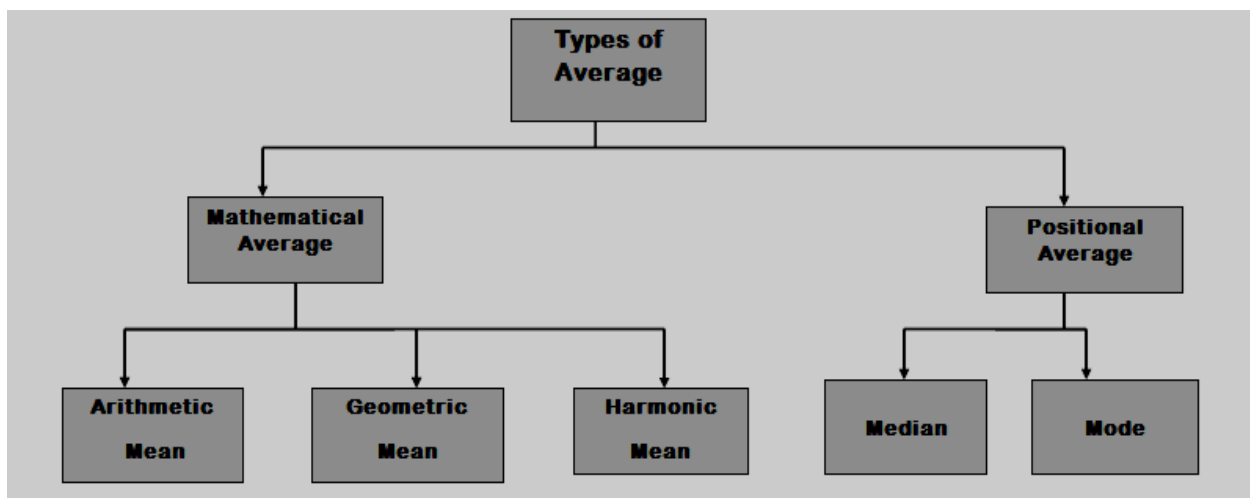 Types of
Average
Mathematical
Average
Positional
Average
Arithmetic
Mean
Geometric
Mean
Harmonic
Mean
Median
Mode